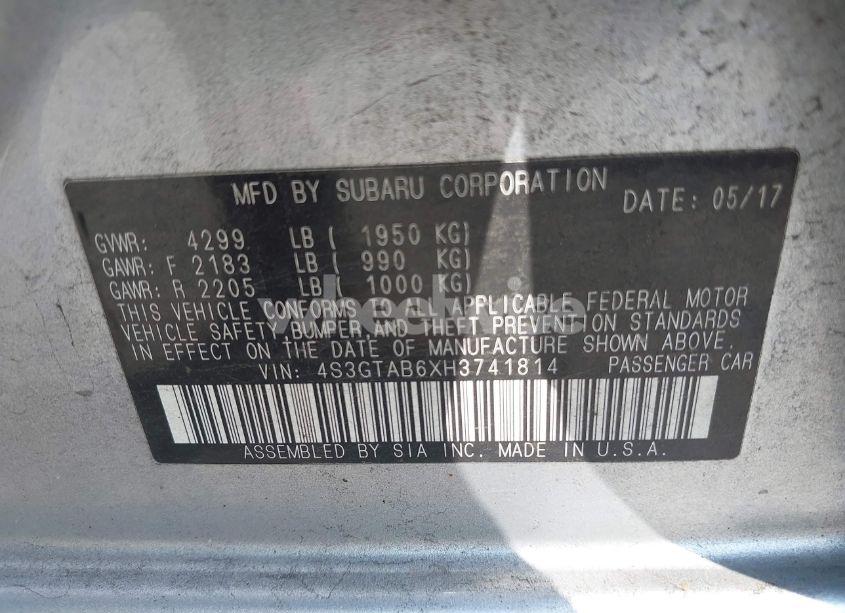 MFD BY SUBARU CORPORATION DATE: 05/17
GVWR: 4299 LB ( 1950 KG)
GAWR: F 2183 LB ( 990 KG)
GAWR: R 2205 LB ( 1000 KG)
THIS VEHICLE CONFORMS TO ALL APPLICABLE FEDERAL MOTOR
VEHICLE SAFETY, BUMPER, AND THEFT PREVENTION STANDARDS
IN EFFECT ON THE DATE OF MANUFACTURE SHOWN ABOVE.
VIN: 4S3GTAB6XH3741814 PASSENGER CAR
ASSEMBLED BY SIA INC. MADE IN U.S.A.